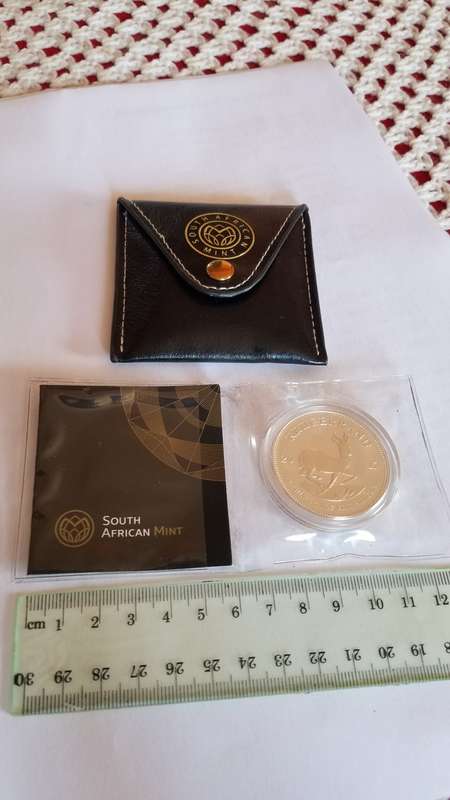 SOUTH AFRICAN MINT
SOUTH
AFRICAN MINT
KRUGERRAND
cm 1 2 3 4 5 6 7 8 9 10 11 12
30 29 28 27 26 25 24 23 22 21 20 19